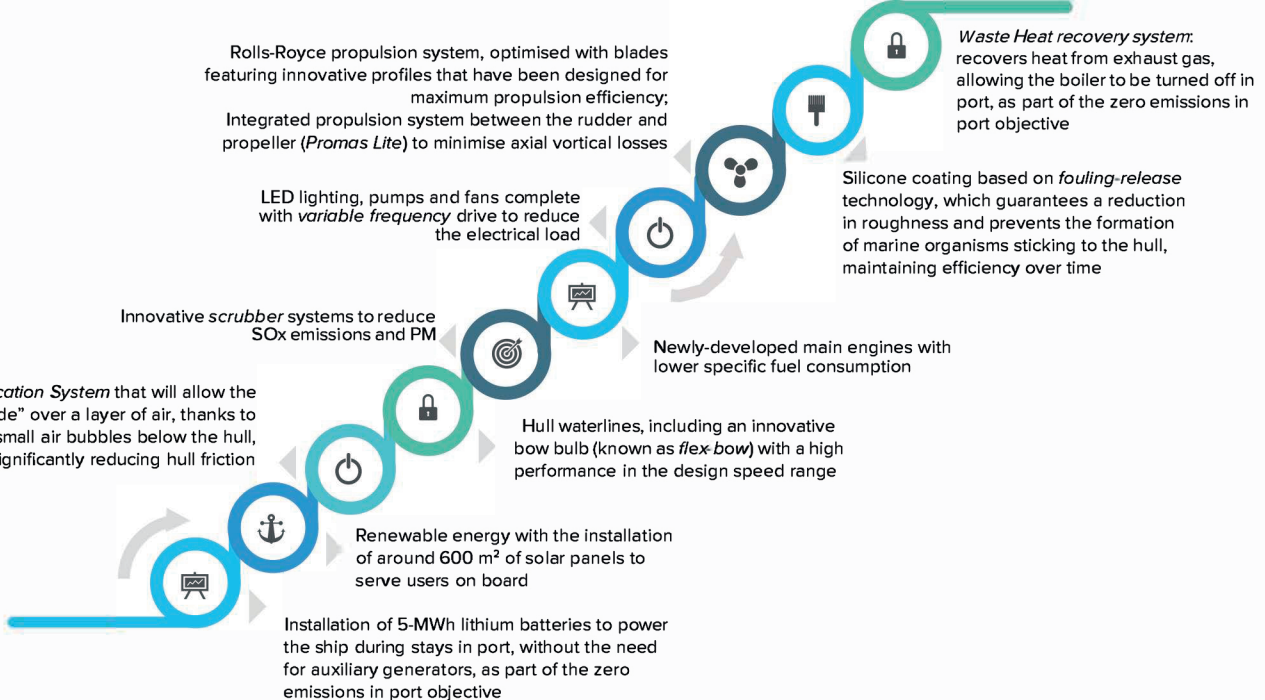 Rolls-Royce propulsion system, optimised with blades
featuring innovative profiles that have been designed for
maximum propulsion efficiency;
Integrated propulsion system between the rudder and
propeller (Promas Lite) to minimise axial vortical losses
Waste Heat recovery system:
recovers heat from exhaust gas,
allowing the boiler to be turned off in
port, as part of the zero emissions in
port objective
Silicone coating based on fouling-release
technology, which guarantees a reduction
in roughness and prevents the formation
of marine organisms sticking to the hull,
maintaining efficiency over time
LED lighting, pumps and fans complete
with variable frequency drive to reduce
the electrical load
Innovative scrubber systems to reduce
SOx emissions and PM
Newly-developed main engines with
lower specific fuel consumption
System that will allow the
over a layer of air, thanks to
small air bubbles below the hull,
reducing hull friction
Hull waterlines, including an innovative
bow bulb (known as flex-bow) with a high
performance in the design speed range
Renewable energy with the installation
of around 600 m² of solar panels to
serve users on board
Installation of 5-MWh lithium batteries to power
the ship during stays in port, without the need
for auxiliary generators, as part of the zero
emissions in port objective